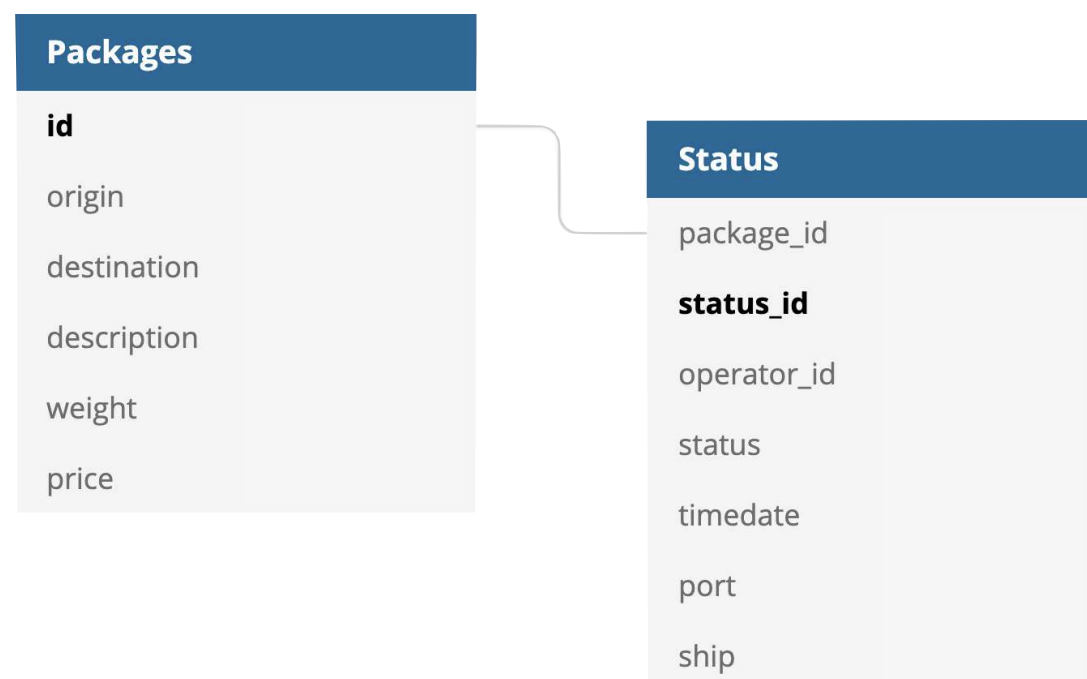 Packages
id
origin
destination
description
weight
price
Status
package_id
status_id
operator_id
status
timedate
port
ship